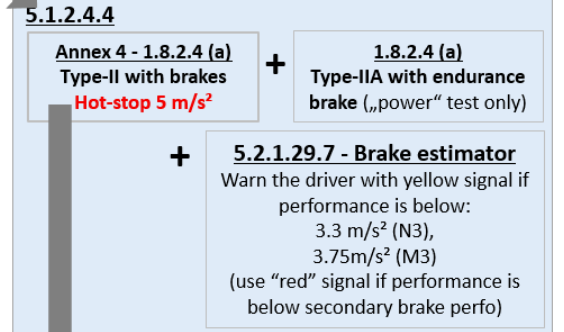 5.1.2.4.4
Annex 4 - 1.8.2.4 (a)
Type-II with brakes
Hot-stop 5 m/s²
+
1.8.2.4 (a)
Type-IIA with endurance
brake („power“ test only)
+
5.2.1.29.7 - Brake estimator
Warn the driver with yellow signal if
performance is below:
3.3 m/s² (N3),
3.75m/s² (M3)
(use “red” signal if performance is
below secondary brake perfo)